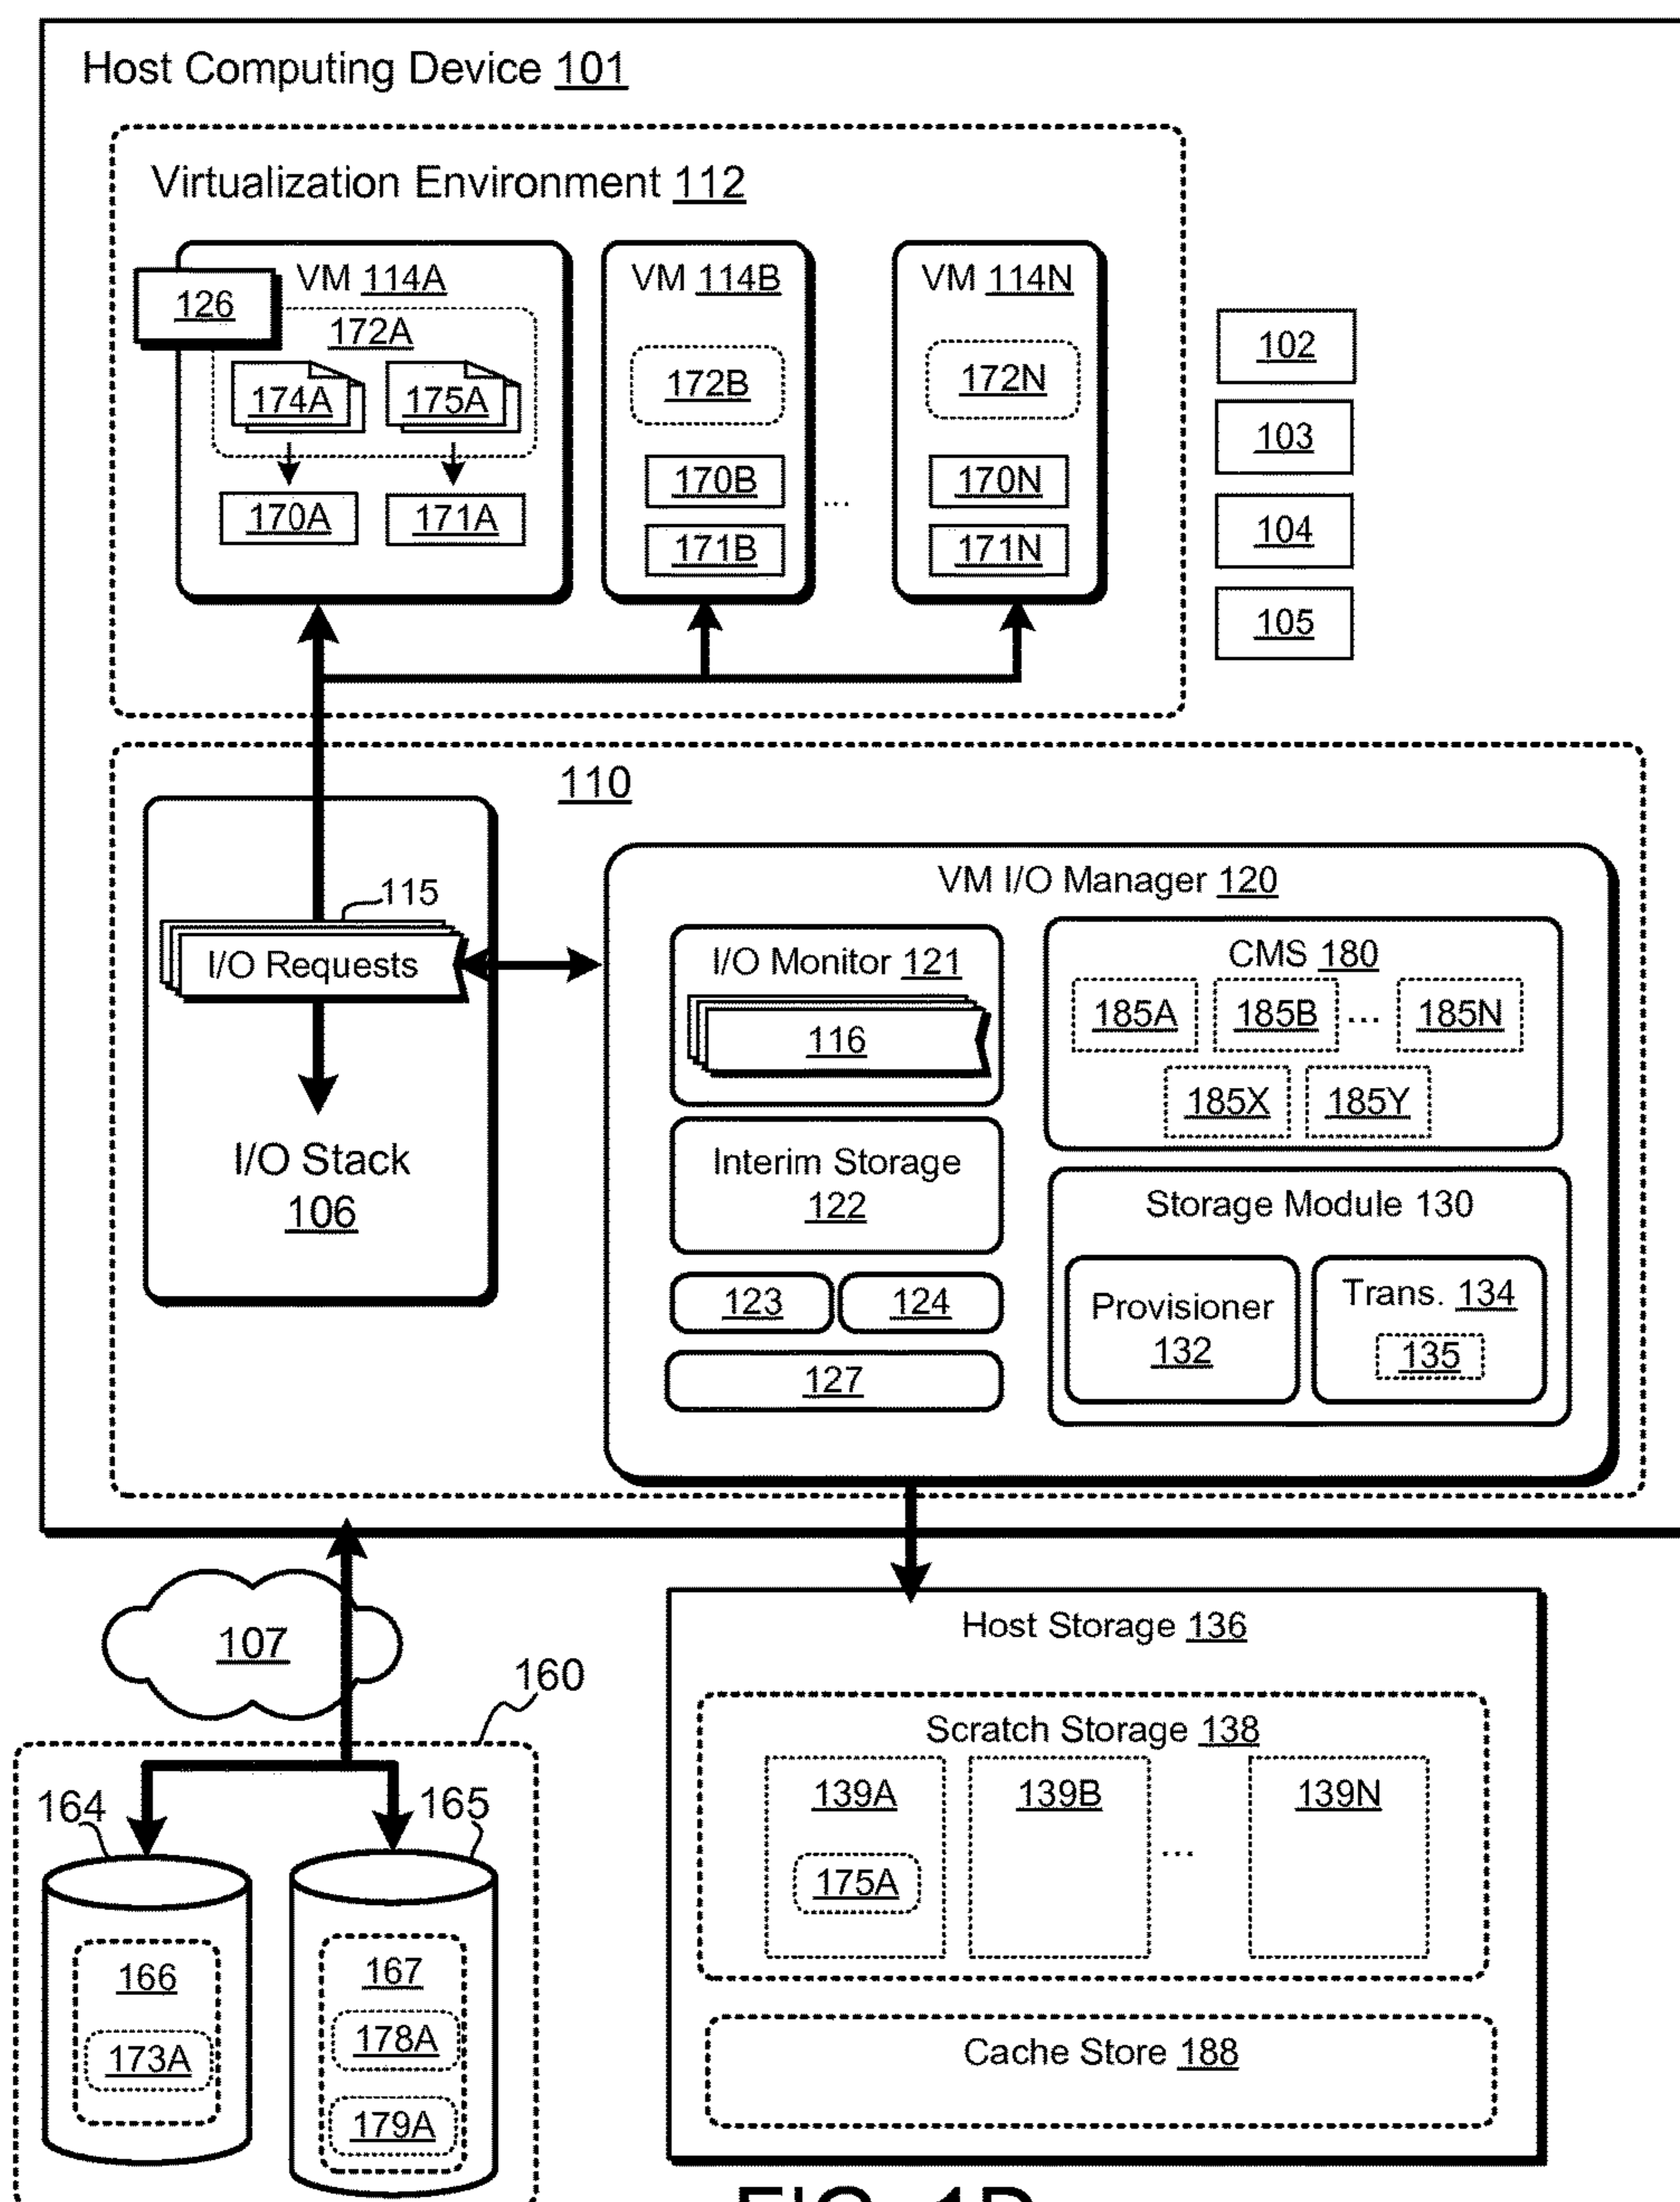 Host Computing Device 101
Virtualization Environment 112
VM 114A
126
172A
174A
175A
170A
171A
VM 114B
172B
170B
171B
...
VM 114N
172N
170N
171N
102
103
104
105
110
115
I/O Requests
I/O Stack
106
VM I/O Manager 120
I/O Monitor 121
116
Interim Storage
122
123
124
127
CMS 180
185A
185B
...
185N
185X
185Y
Storage Module 130
Provisioner
132
Trans. 134
135
107
160
164
165
166
173A
167
178A
179A
Host Storage 136
Scratch Storage 138
139A
175A
139B
...
139N
Cache Store 188